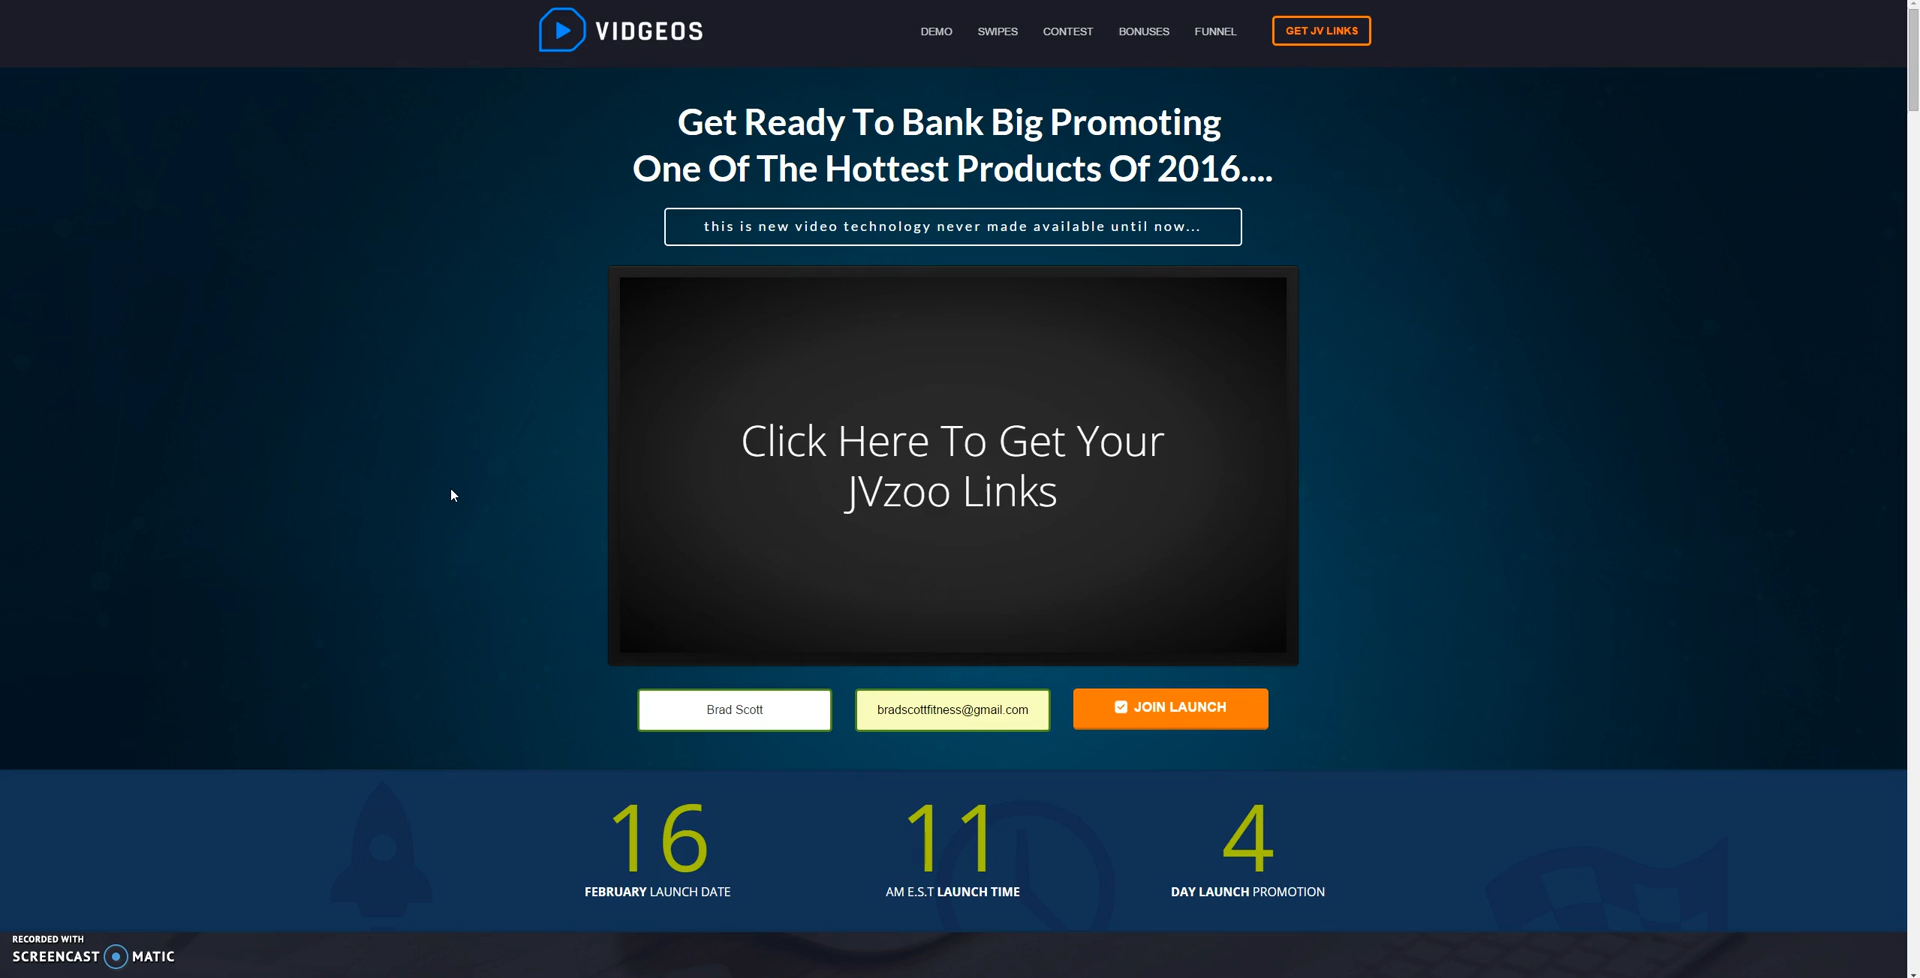 VIDGEOS
DEMO SWIPES CONTEST BONUSES FUNNEL GET JV LINKS
Get Ready To Bank Big Promoting
One Of The Hottest Products Of 2016....
this is new video technology never made available until now...
Click Here To Get Your
JVzoo Links
Brad Scott bradscottfitness@gmail.com JOIN LAUNCH
16 11 4
FEBRUARY LAUNCH DATE AM E.S.T LAUNCH TIME DAY LAUNCH PROMOTION
RECORDED WITH
SCREENCAST MATIC